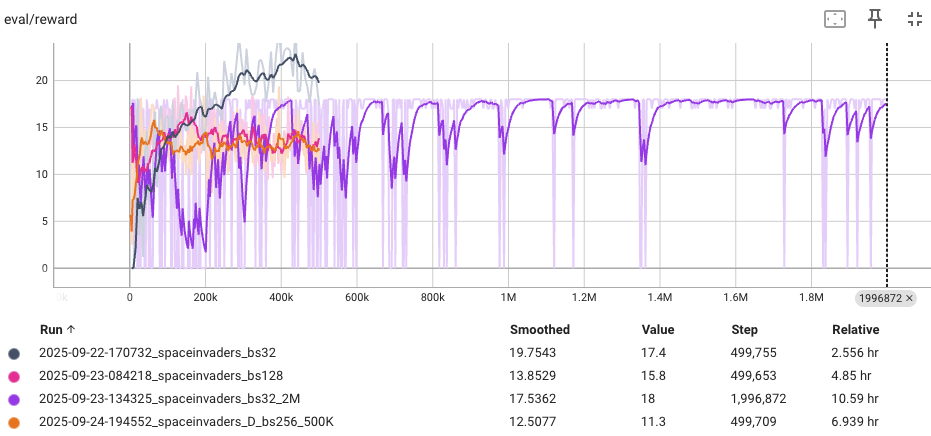 eval/reward
20
15
10
5
0
0k 0 200k 400k 600k 800k 1M 1.2M 1.4M 1.6M 1.8M 1996872 ×
Run ↑ Smoothed Value Step Relative
2025-09-22-170732_spaceinvaders_bs32 19.7543 17.4 499,755 2.556 hr
2025-09-23-084218_spaceinvaders_bs128 13.8529 15.8 499,653 4.85 hr
2025-09-23-134325_spaceinvaders_bs32_2M 17.5362 18 1,996,872 10.59 hr
2025-09-24-194552_spaceinvaders_D_bs256_500K 12.5077 11.3 499,709 6.939 hr